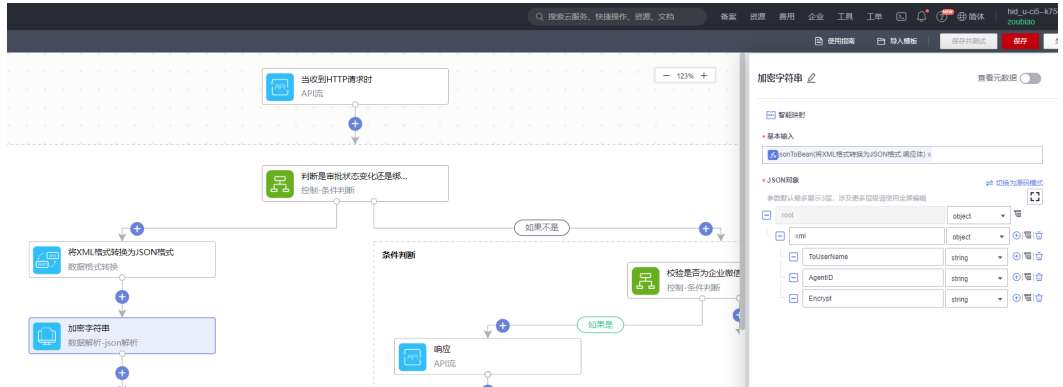 搜索云服务、快捷操作、资源、文档
备案 资源 费用 企业 工具 工单 简体 hid_u-ci5--k75
zoubiao
使用指南 导入模板 保存并调试 保存
当收到HTTP请求时
API流
123%
判断是审批状态变化还是绑...
控制-条件判断
如果不是
将XML格式转换为JSON格式
数据格式转换
条件判断
校验是否为企业微信
控制-条件判断
加密字符串
数据解析-json解析
如果是
响应
API流
加密字符串 查看元数据
智能映射
* 基本输入
sonToBean(将XML格式转换为JSON格式.响应体) x
* JSON对象 切换为源码模式
参数默认最多展示3层，涉及更多层级请使用全屏编辑
root object
xml object
ToUserName string
AgentID string
Encrypt string